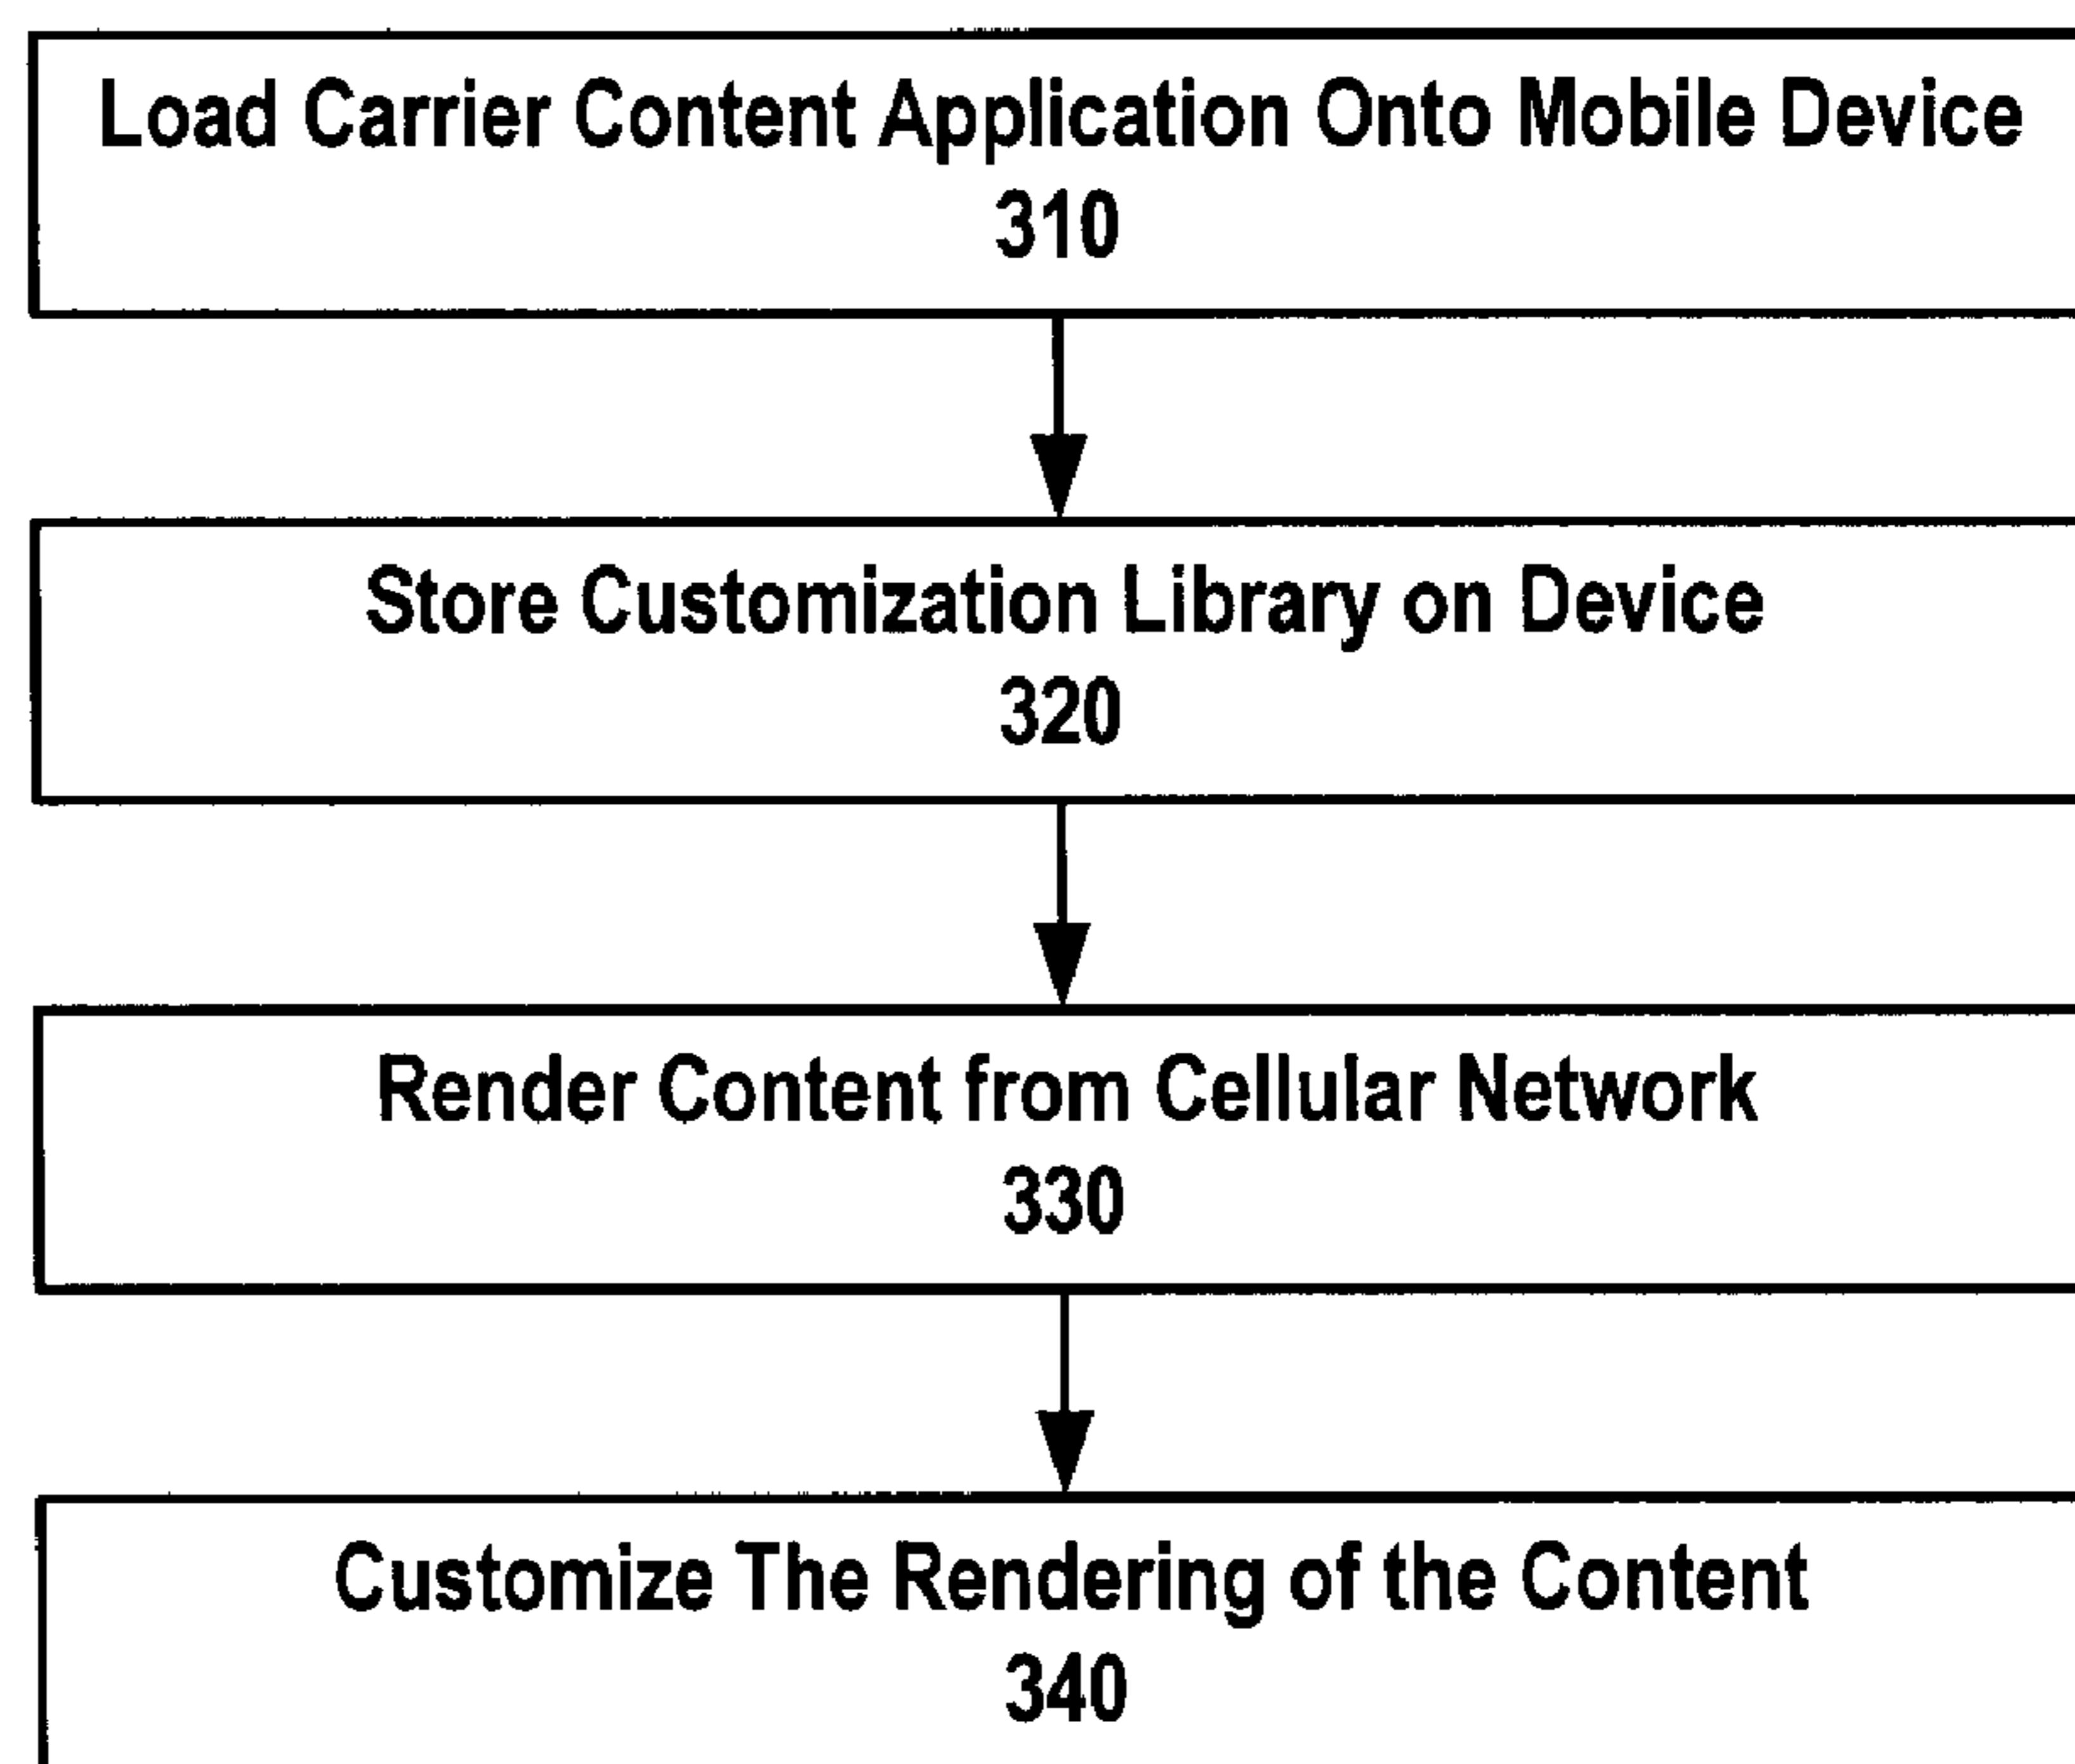 Load Carrier Content Application Onto Mobile Device
310
Store Customization Library on Device
320
Render Content from Cellular Network
330
Customize The Rendering of the Content
340